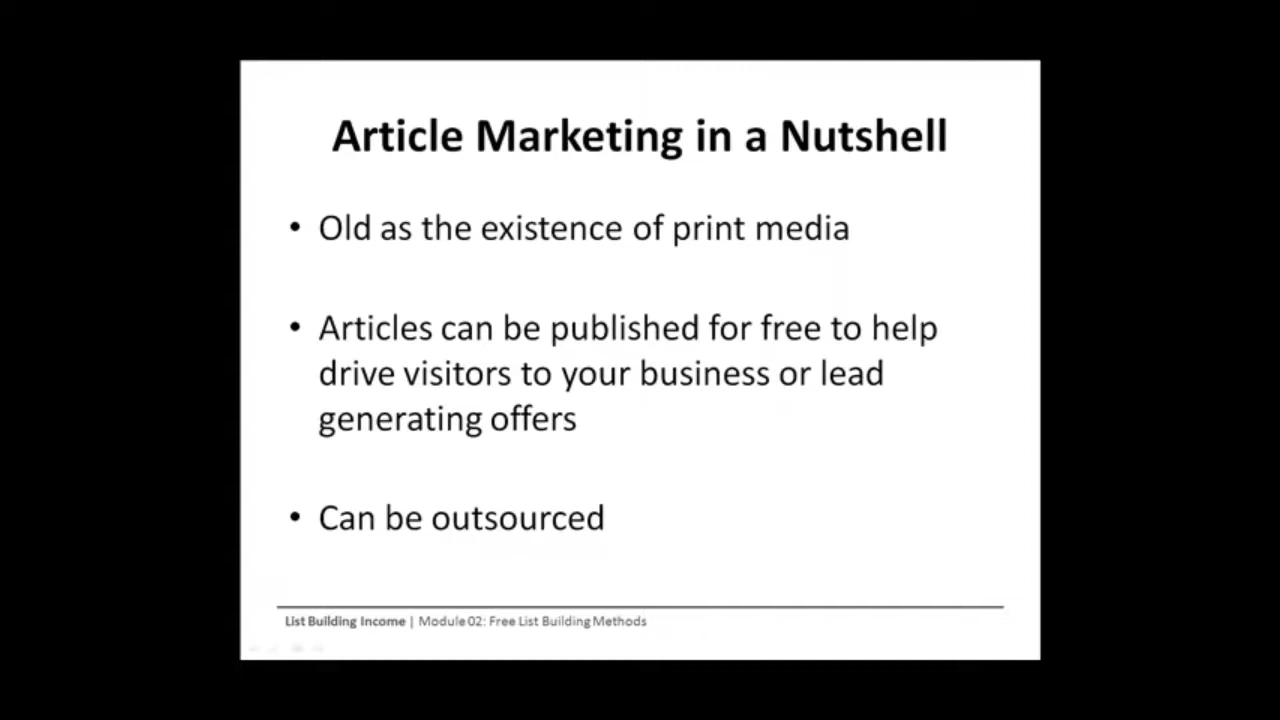 Article Marketing in a Nutshell
• Old as the existence of print media
• Articles can be published for free to help
drive visitors to your business or lead
generating offers
• Can be outsourced
List Building Income | Module 02: Free List Building Methods